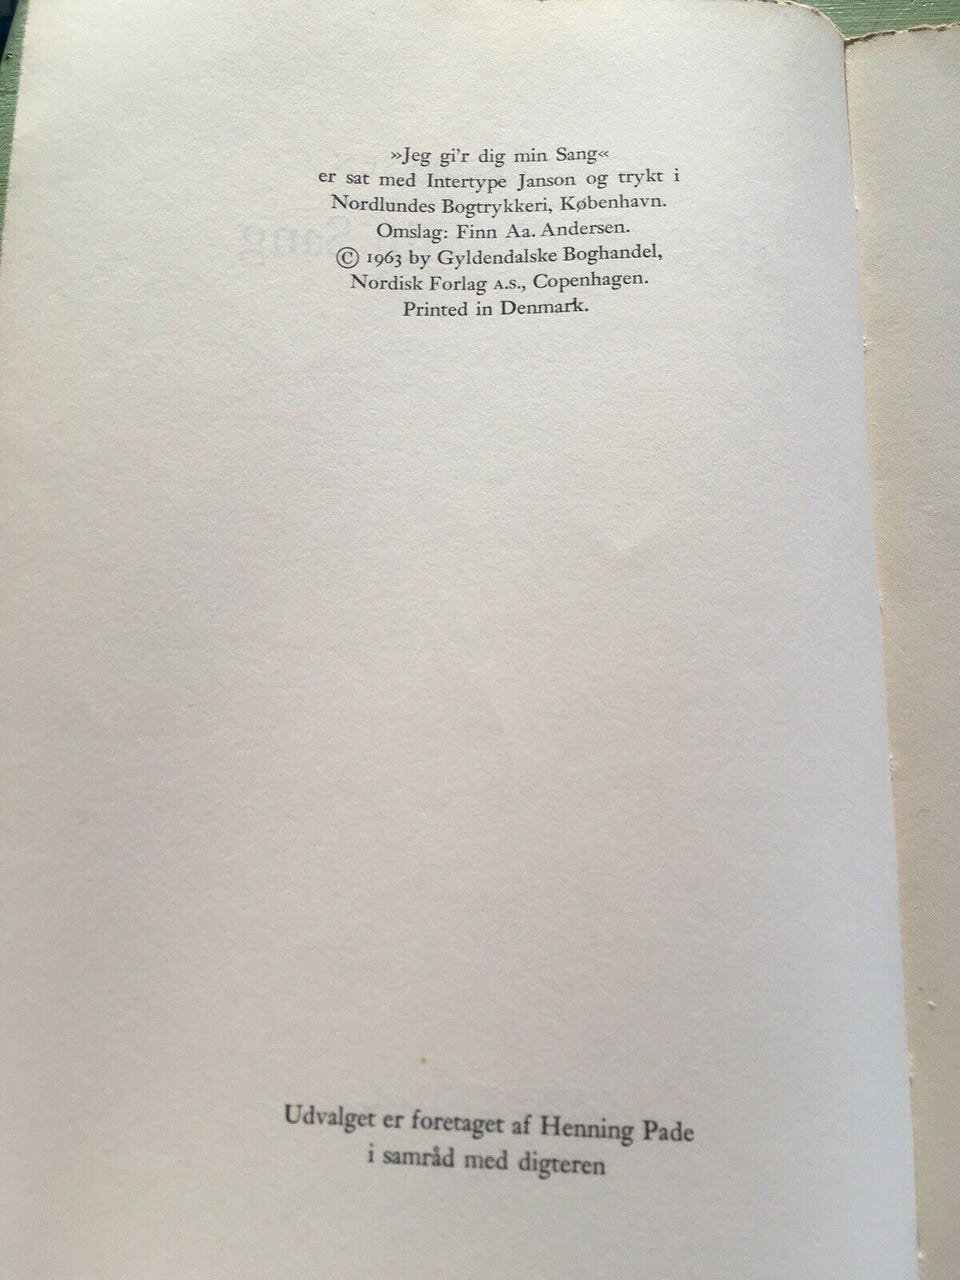 »Jeg gi'r dig min Sang«
er sat med Intertype Janson og trykt i
Nordlundes Bogtrykkeri, København.
Omslag: Finn Aa. Andersen.
© 1963 by Gyldendalske Boghandel,
Nordisk Forlag A.S., Copenhagen.
Printed in Denmark.
Udvalget er foretaget af Henning Pade
i samråd med digteren